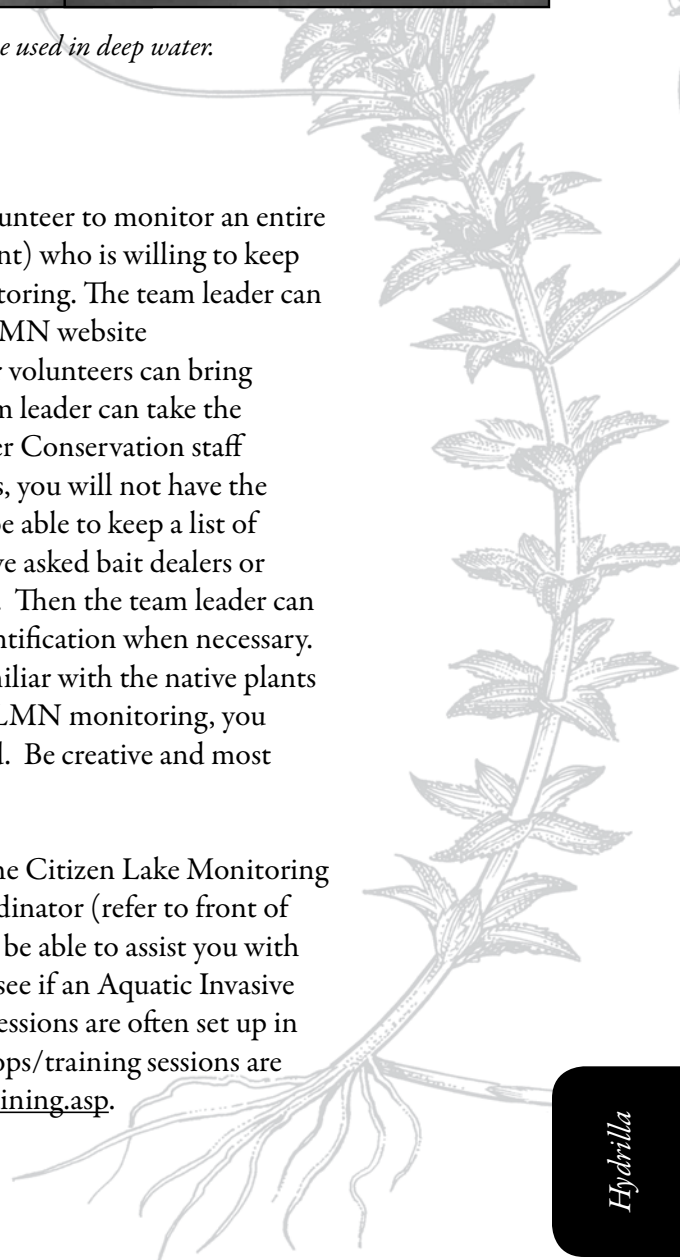 e used in deep water.
unteer to monitor an entire
nt) who is willing to keep
toring. The team leader can
MN website
r volunteers can bring
m leader can take the
er Conservation staff
s, you will not have the
be able to keep a list of
ve asked bait dealers or
. Then the team leader can
ntification when necessary.
niliar with the native plants
LMN monitoring, you
d. Be creative and most
ne Citizen Lake Monitoring
dinator (refer to front of
be able to assist you with
see if an Aquatic Invasive
essions are often set up in
ops/training sessions are
ining.asp.
Hydrilla